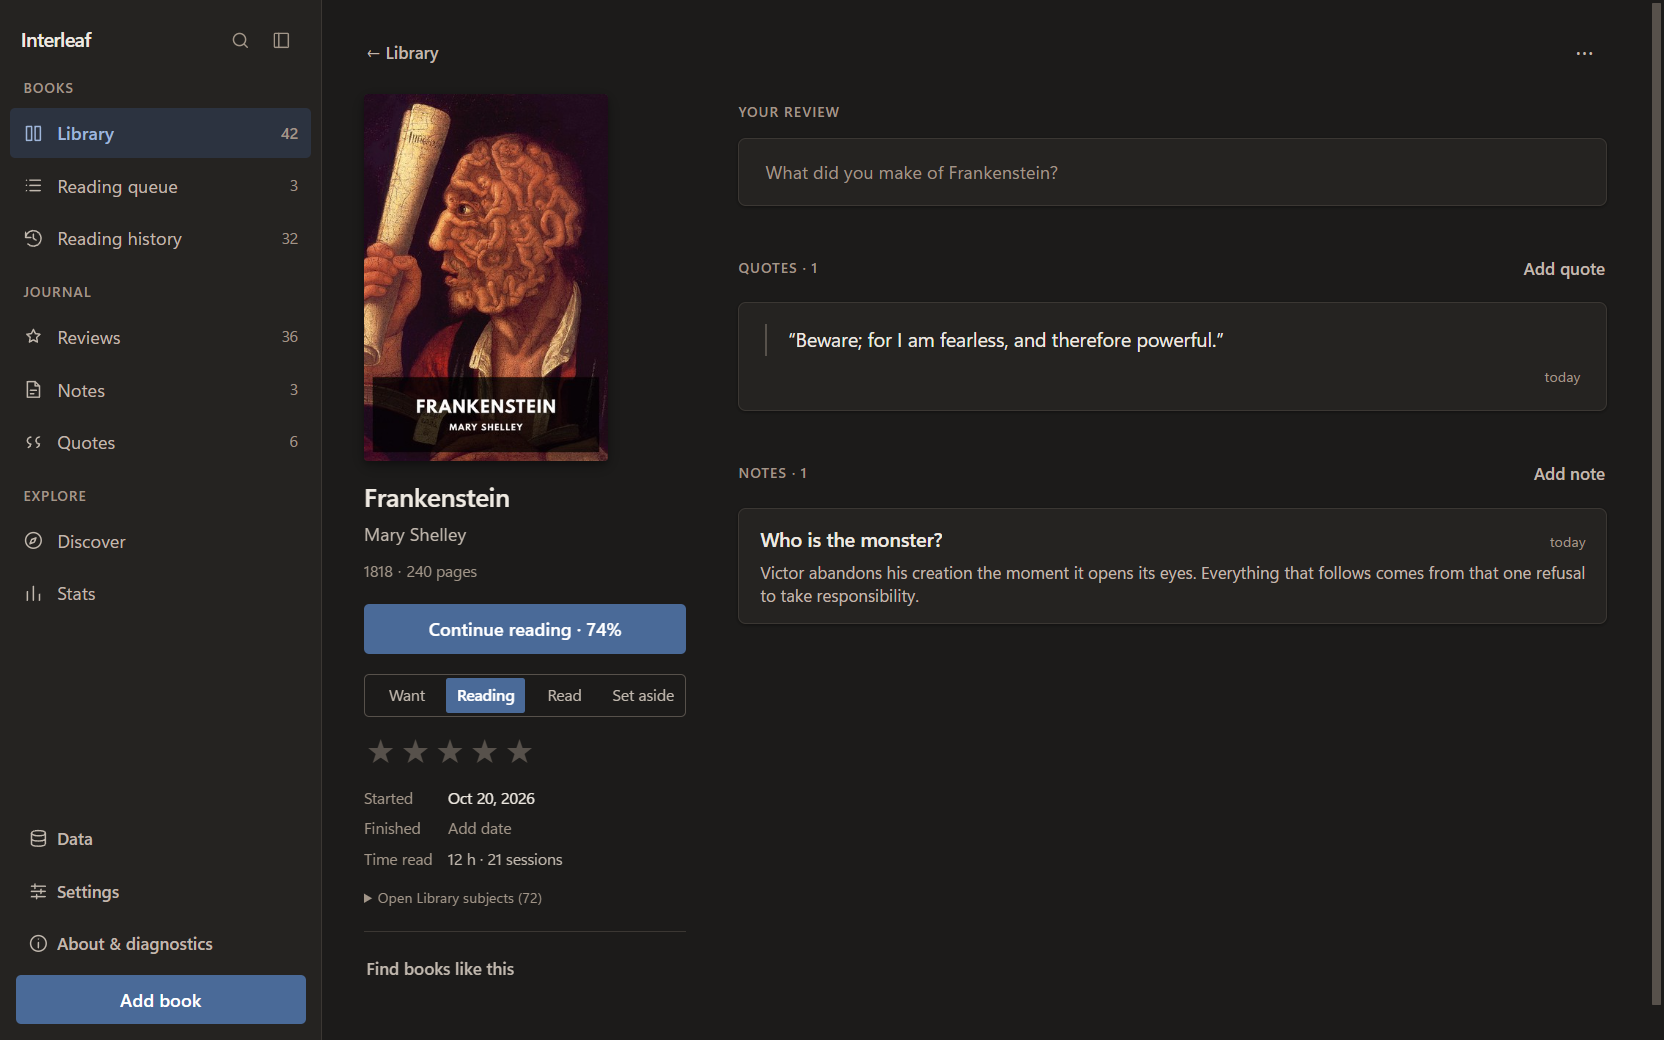 Interleaf
BOOKS
Library 42
Reading queue 3
Reading history 32
JOURNAL
Reviews 36
Notes 3
Quotes 6
EXPLORE
Discover
Stats
Data
Settings
About & diagnostics
Add book
← Library
FRANKENSTEIN
MARY SHELLEY
Frankenstein
Mary Shelley
1818 · 240 pages
Continue reading · 74%
Want Reading Read Set aside
Started Oct 20, 2026
Finished Add date
Time read 12 h · 21 sessions
Open Library subjects (72)
Find books like this
YOUR REVIEW
What did you make of Frankenstein?
QUOTES · 1 Add quote
“Beware; for I am fearless, and therefore powerful.”
today
NOTES · 1 Add note
Who is the monster? today
Victor abandons his creation the moment it opens its eyes. Everything that follows comes from that one refusal
to take responsibility.